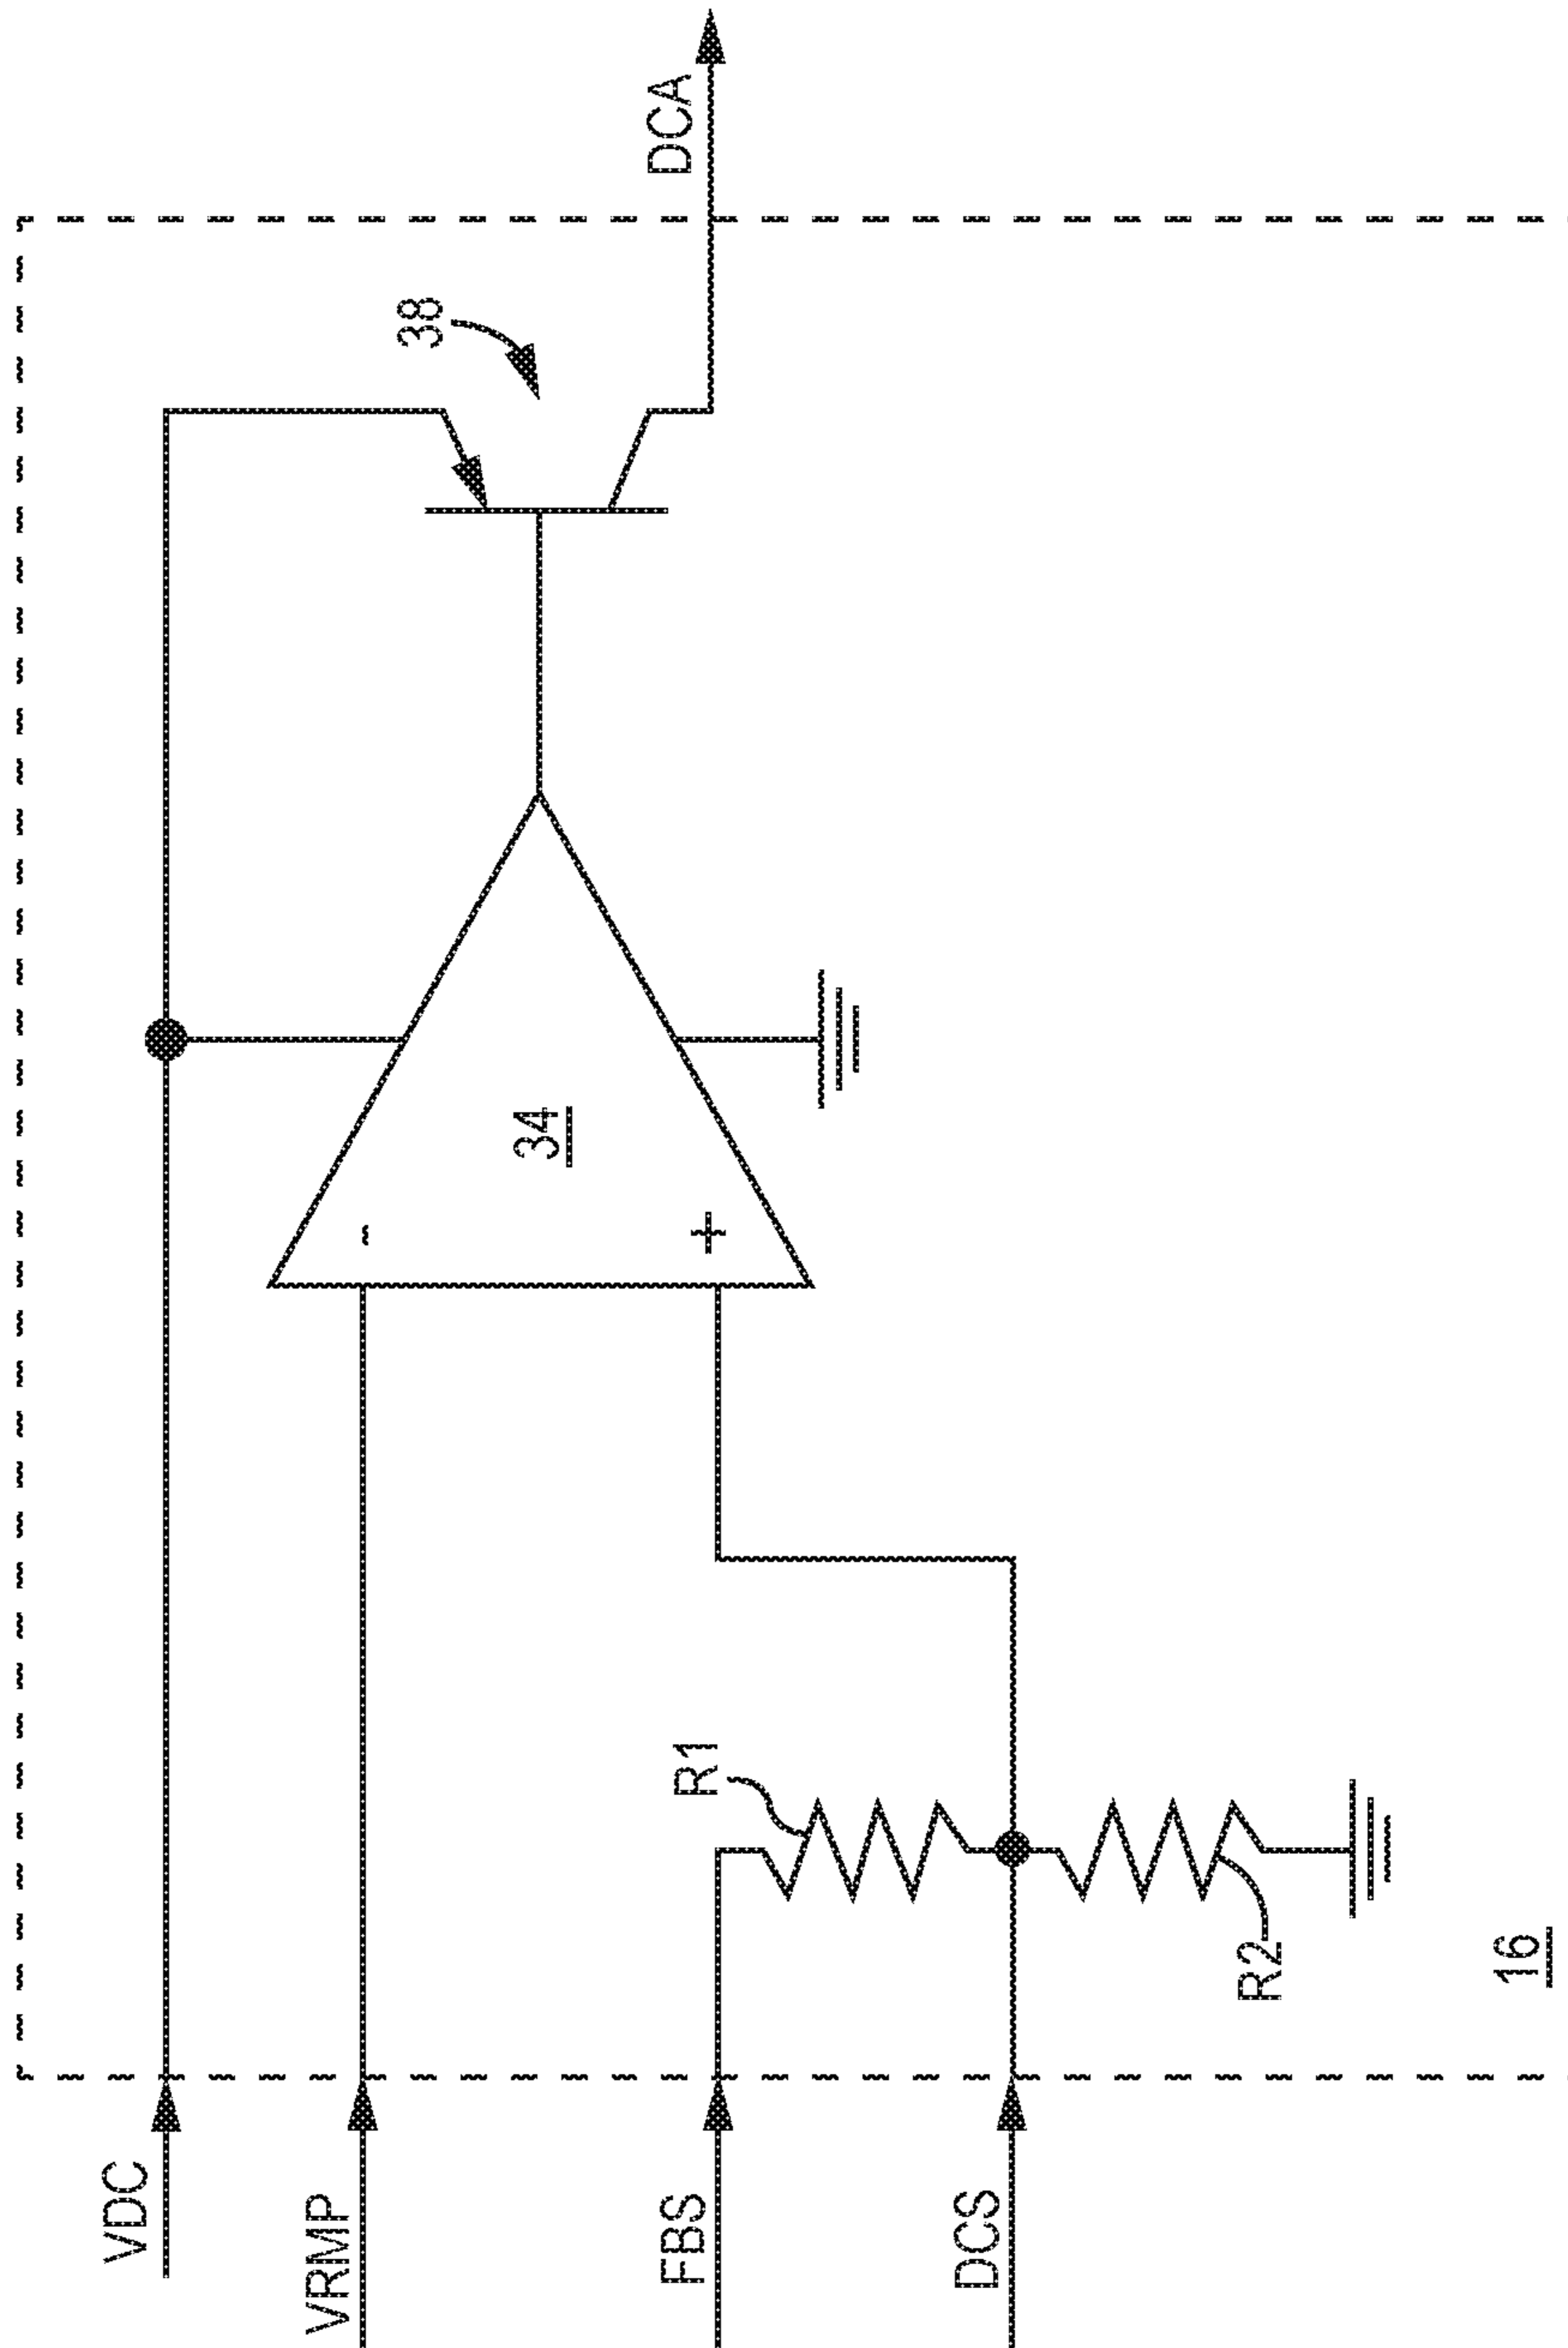 VDC
VRMP
FBS
DCS
R1
R2
16
-
+
34
38
DCA